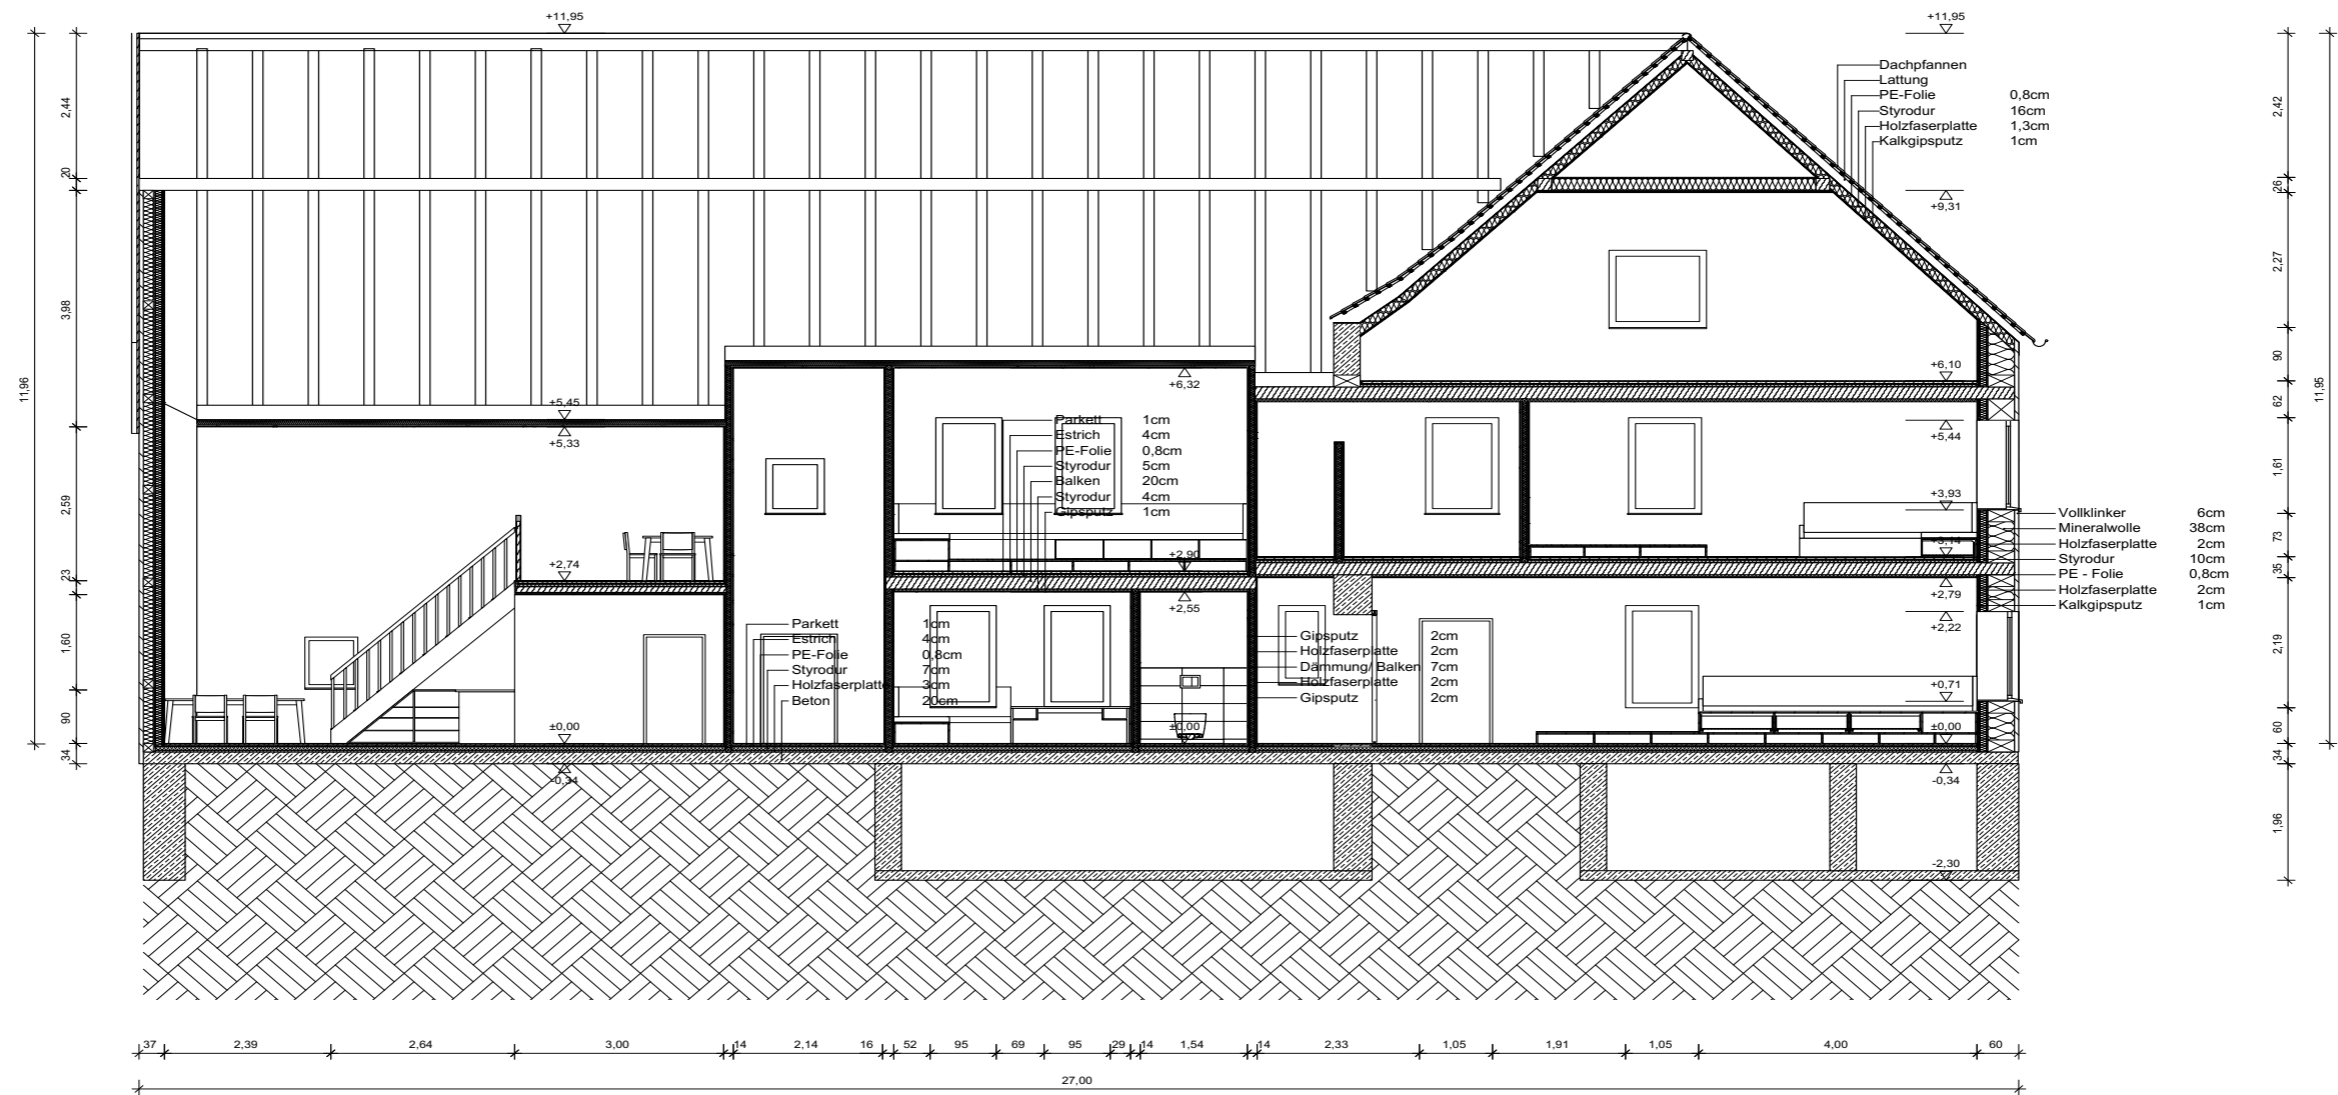 +11,95
+11,95
Dachpfannen
Lattung
PE-Folie 0,8cm
Styrodur 16cm
Holzfaserplatte 1,3cm
Kalkgipsputz 1cm
+9,31
+6,10
+6,32
+5,45
+5,33
+5,44
Parkett 1cm
Estrich 4cm
PE-Folie 0,8cm
Styrodur 5cm
Balken 20cm
Styrodur 4cm
Gipsputz 1cm
+3,93
Vollklinker 6cm
Mineralwolle 38cm
Holzfaserplatte 2cm
Styrodur 10cm
PE - Folie 0,8cm
Holzfaserplatte 2cm
Kalkgipsputz 1cm
+3,14
+2,90
+2,74
+2,79
+2,55
+2,22
Parkett 1cm
Estrich 4cm
PE-Folie 0,8cm
Styrodur 7cm
Holzfaserplatte 3cm
Beton 20cm
Gipsputz 2cm
Holzfaserplatte 2cm
Dämmung/ Balken 7cm
Holzfaserplatte 2cm
Gipsputz 2cm
+0,71
±0,00
±0,00
±0,00
-0,34
-0,34
-2,30
11,96
2,44
20
3,98
2,59
23
1,60
90
34
2,42
26
2,27
90
62
1,61
73
35
2,19
60
34
1,96
11,95
37 2,39 2,64 3,00 14 2,14 16 52 95 69 95 29 14 1,54 14 2,33 1,05 1,91 1,05 4,00 60
27,00